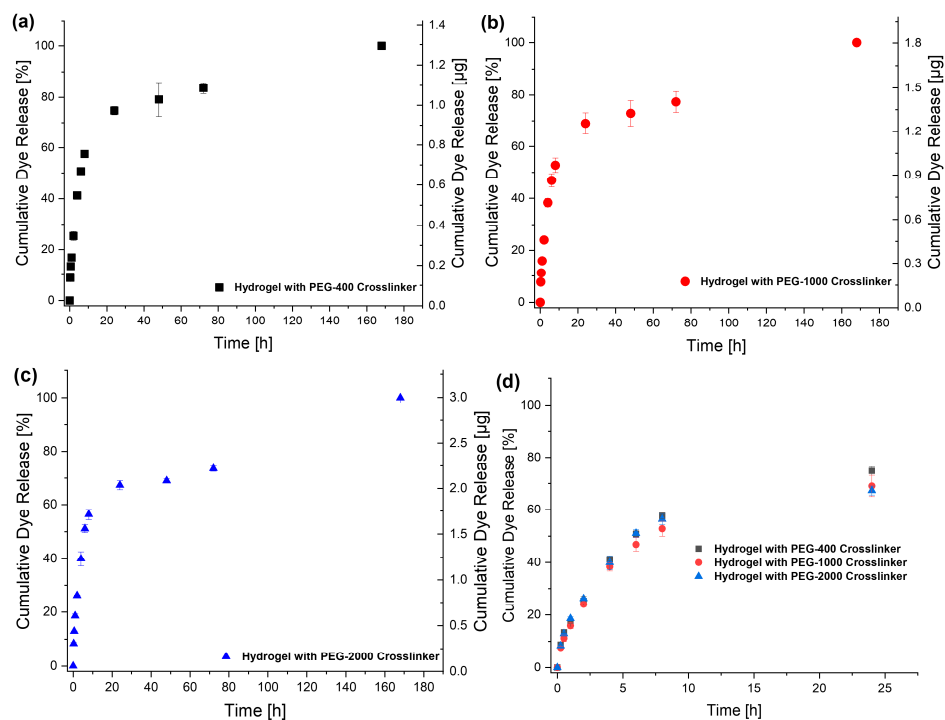 (a)
Cumulative Dye Release [%]
100
80
60
40
20
0
1.4
1.2
1.0
0.8
0.6
0.4
0.2
0.0
Cumulative Dye Release [µg]
Hydrogel with PEG-400 Crosslinker
0 20 40 60 80 100 120 140 160 180
Time [h]
(b)
Cumulative Dye Release [%]
100
80
60
40
20
0
1.8
1.5
1.2
0.9
0.6
0.3
0.0
Cumulative Dye Release [µg]
Hydrogel with PEG-1000 Crosslinker
0 20 40 60 80 100 120 140 160 180
Time [h]
(c)
Cumulative Dye Release [%]
100
80
60
40
20
0
3.0
2.5
2.0
1.5
1.0
0.5
0.0
Cumulative Dye Release [µg]
Hydrogel with PEG-2000 Crosslinker
0 20 40 60 80 100 120 140 160 180
Time [h]
(d)
Cumulative Dye Release [%]
100
80
60
40
20
0
Hydrogel with PEG-400 Crosslinker
Hydrogel with PEG-1000 Crosslinker
Hydrogel with PEG-2000 Crosslinker
0 5 10 15 20 25
Time [h]